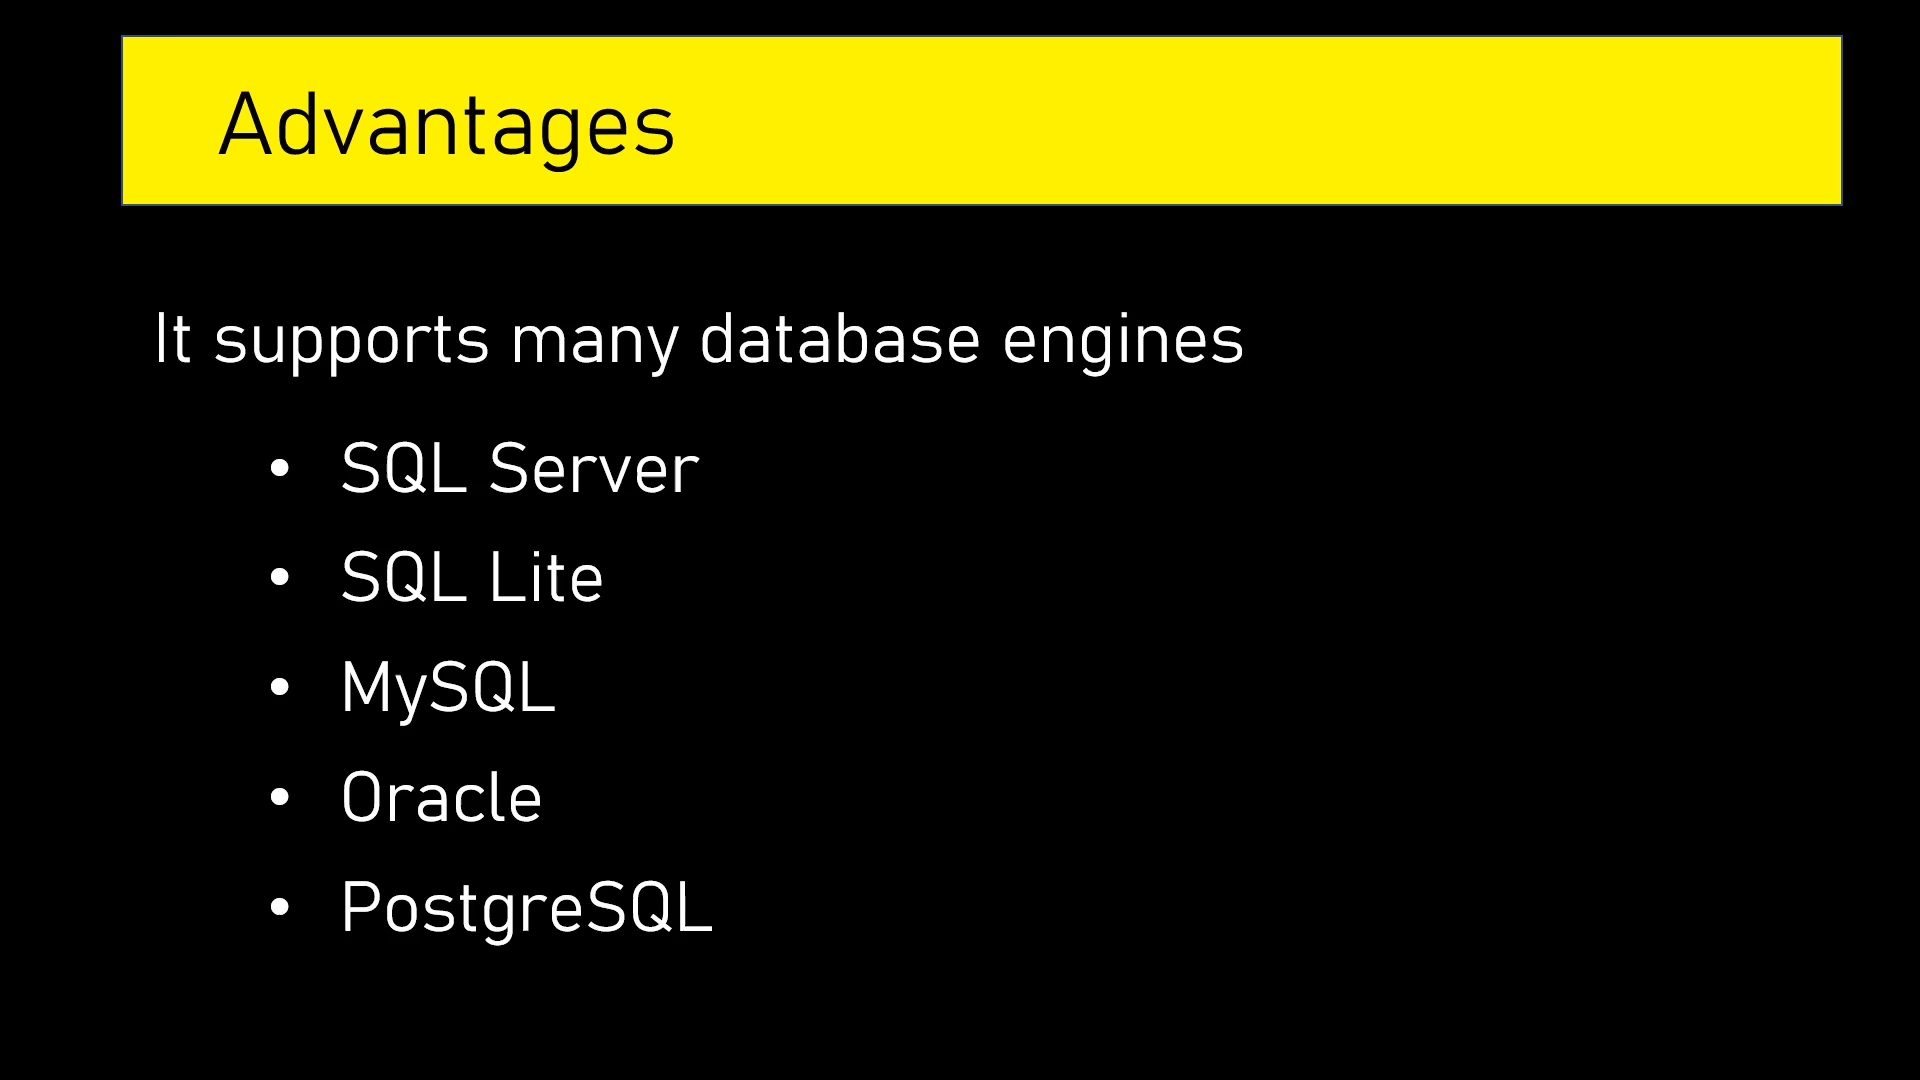 Advantages
It supports many database engines
• SQL Server
• SQL Lite
• MySQL
• Oracle
• PostgreSQL